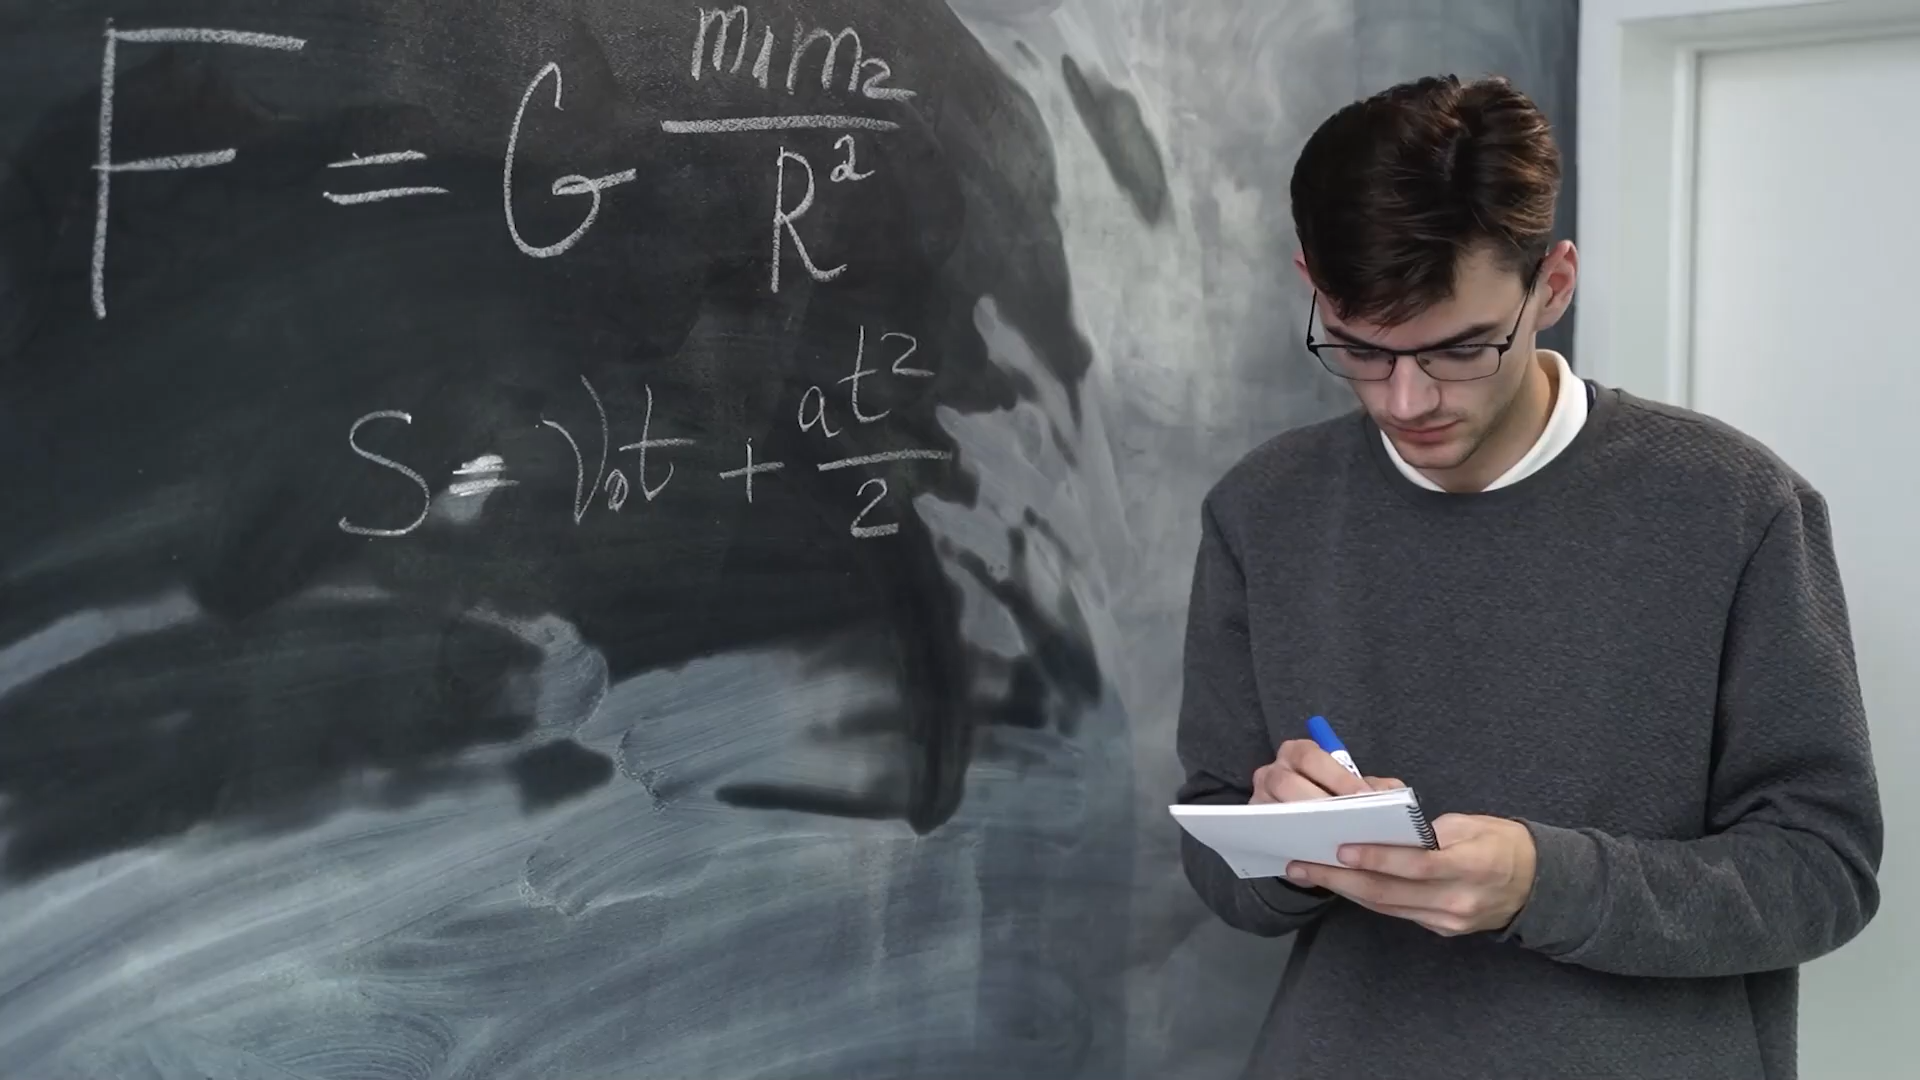 F = G m₁m₂/R²
S = V₀t + at²/2